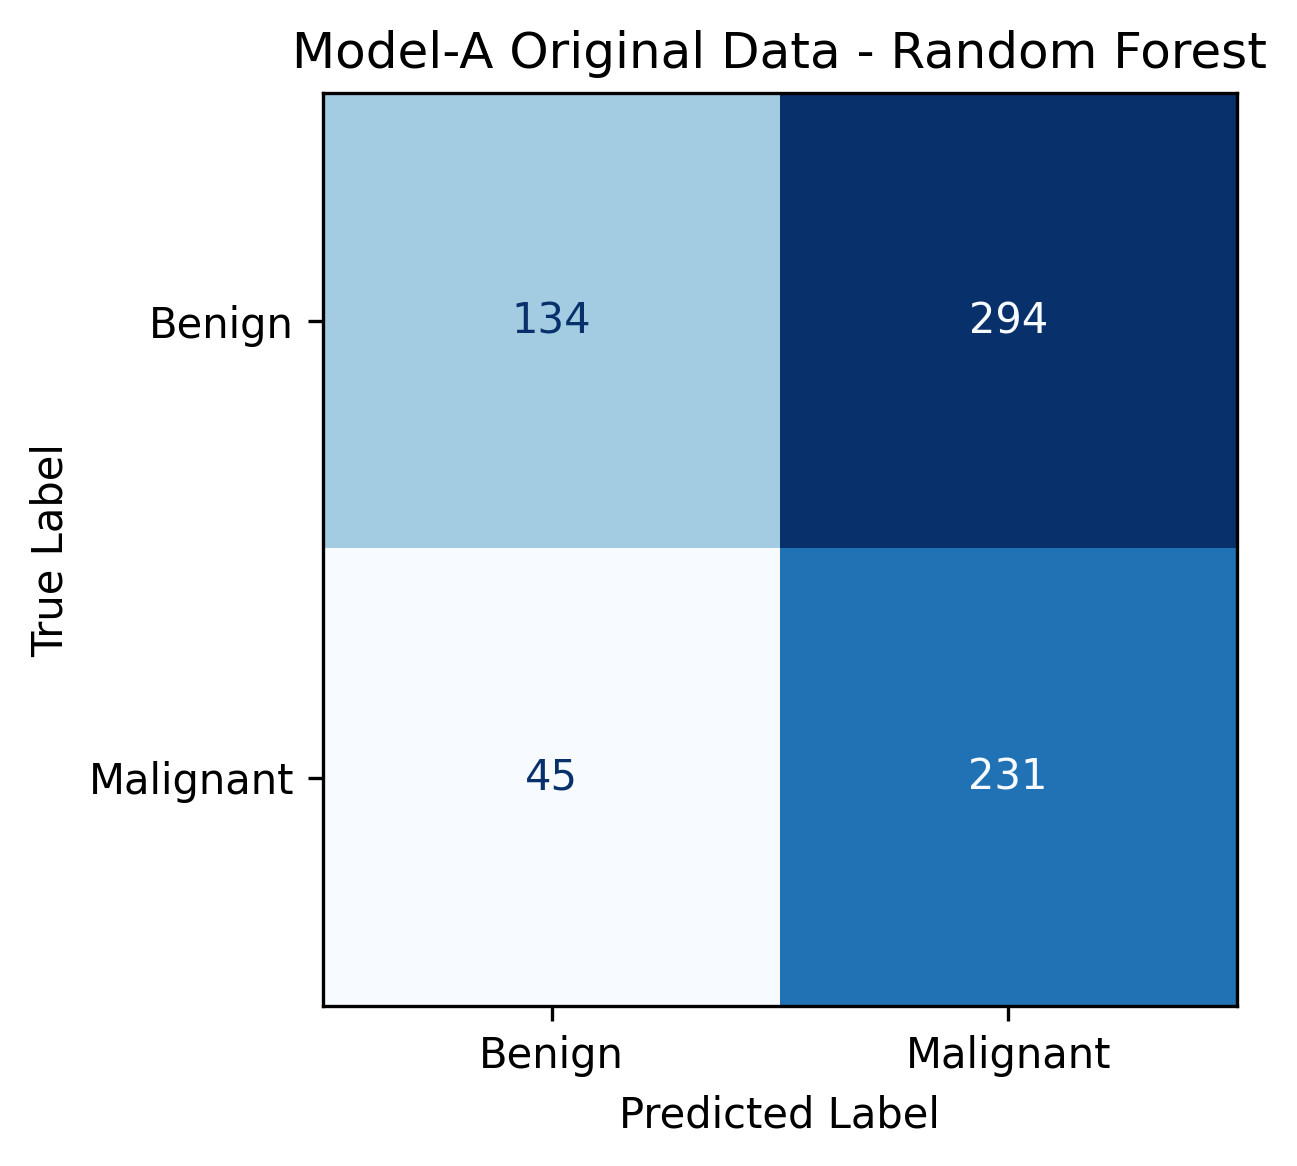 Model-A Original Data - Random Forest
True Label
Benign
134
294
Malignant
45
231
Benign
Malignant
Predicted Label